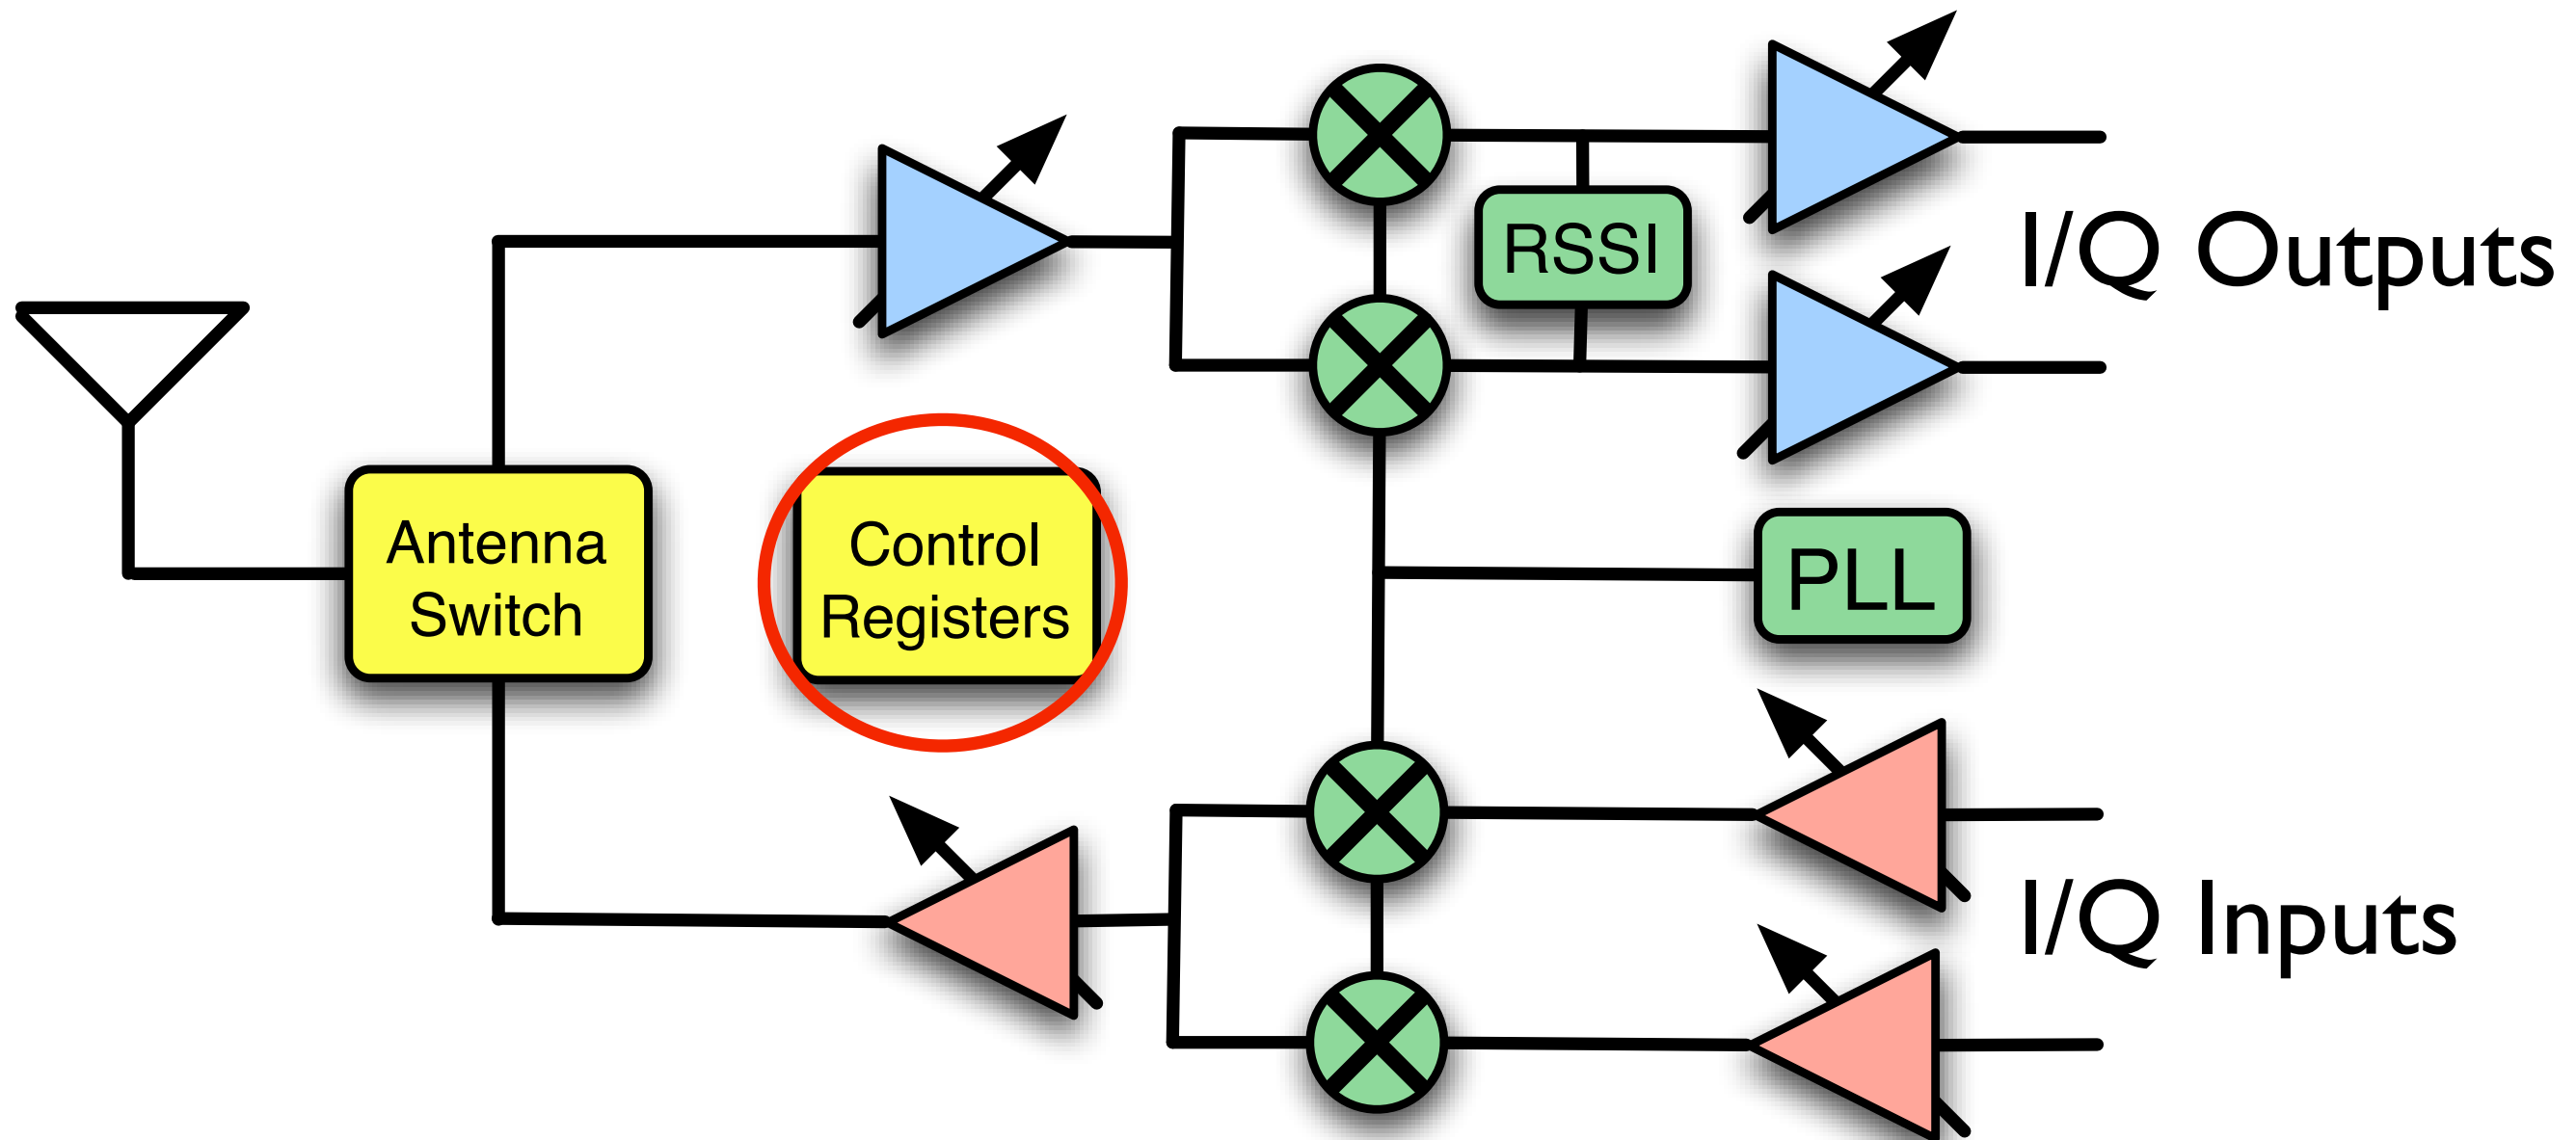 RSSI
I/Q Outputs
Antenna
Switch
Control
Registers
PLL
I/Q Inputs